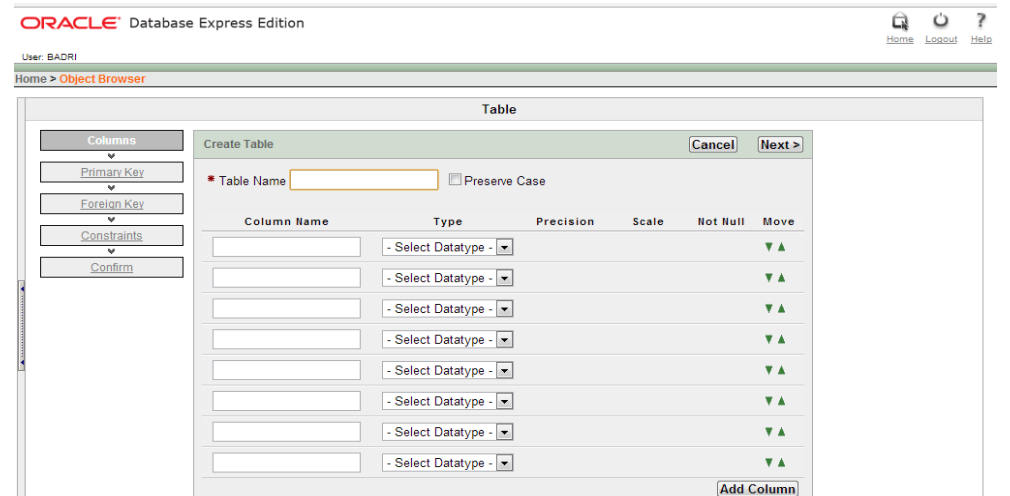 ORACLE® Database Express Edition
Home Logout Help
User: BADRI
Home > Object Browser
Table
Columns
Primary Key
Foreign Key
Constraints
Confirm
Create Table Cancel Next >
* Table Name Preserve Case
Column Name Type Precision Scale Not Null Move
- Select Datatype -
- Select Datatype -
- Select Datatype -
- Select Datatype -
- Select Datatype -
- Select Datatype -
- Select Datatype -
- Select Datatype -
Add Column